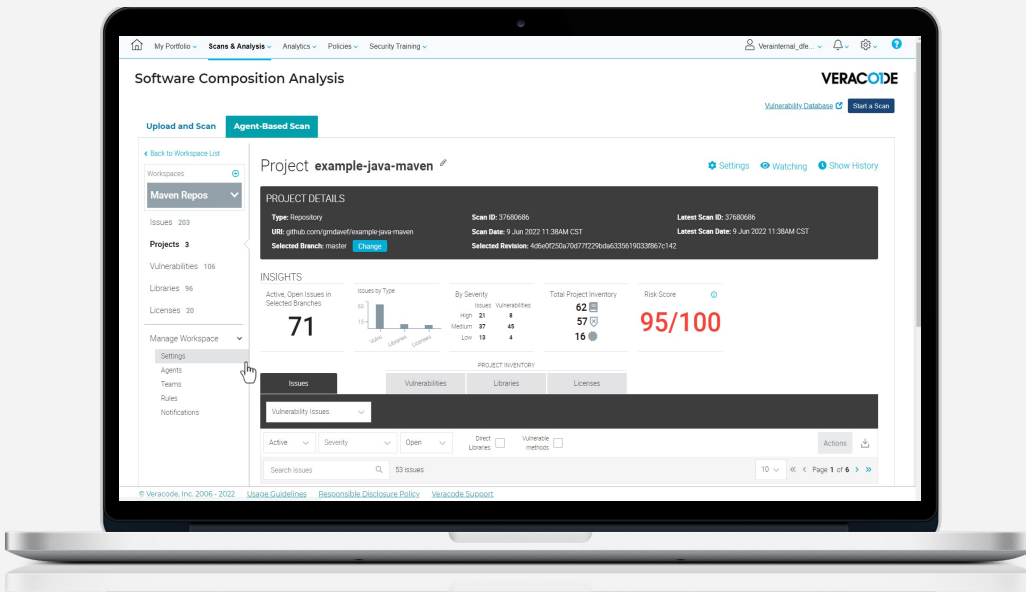 My Portfolio Scans & Analysis Analytics Policies Security Training Verainternal_dfe...
Software Composition Analysis
VERACODE
Vulnerability Database Start a Scan
Upload and Scan Agent-Based Scan
Back to Workspace List
Workspaces
Maven Repos
Issues 203
Projects 3
Vulnerabilities 106
Libraries 96
Licenses 20
Manage Workspace
Settings
Agents
Teams
Rules
Notifications
Project example-java-maven
Settings Watching Show History
PROJECT DETAILS
Type: Repository Scan ID: 37680686 Latest Scan ID: 37680686
URI: github.com/gmdavef/example-java-maven Scan Date: 9 Jun 2022 11:38AM CST Latest Scan Date: 9 Jun 2022 11:38AM CST
Selected Branch: master Change Selected Revision: 4d6e0f250a70d77f229bda6335619033f867c142
INSIGHTS
Active, Open Issues in
Selected Branches
71
Issues by Type
60
15
Vulns Libraries Licenses
By Severity
Issues Vulnerabilities
High 21 8
Medium 37 45
Low 13 4
Total Project Inventory
62
57
16
Risk Score
95/100
PROJECT INVENTORY
Issues Vulnerabilities Libraries Licenses
Vulnerability Issues
Active Severity Open Direct Libraries Vulnerable methods Actions
Search issues 53 Issues 10 Page 1 of 6
© Veracode, Inc. 2006 - 2022 Usage Guidelines Responsible Disclosure Policy Veracode Support